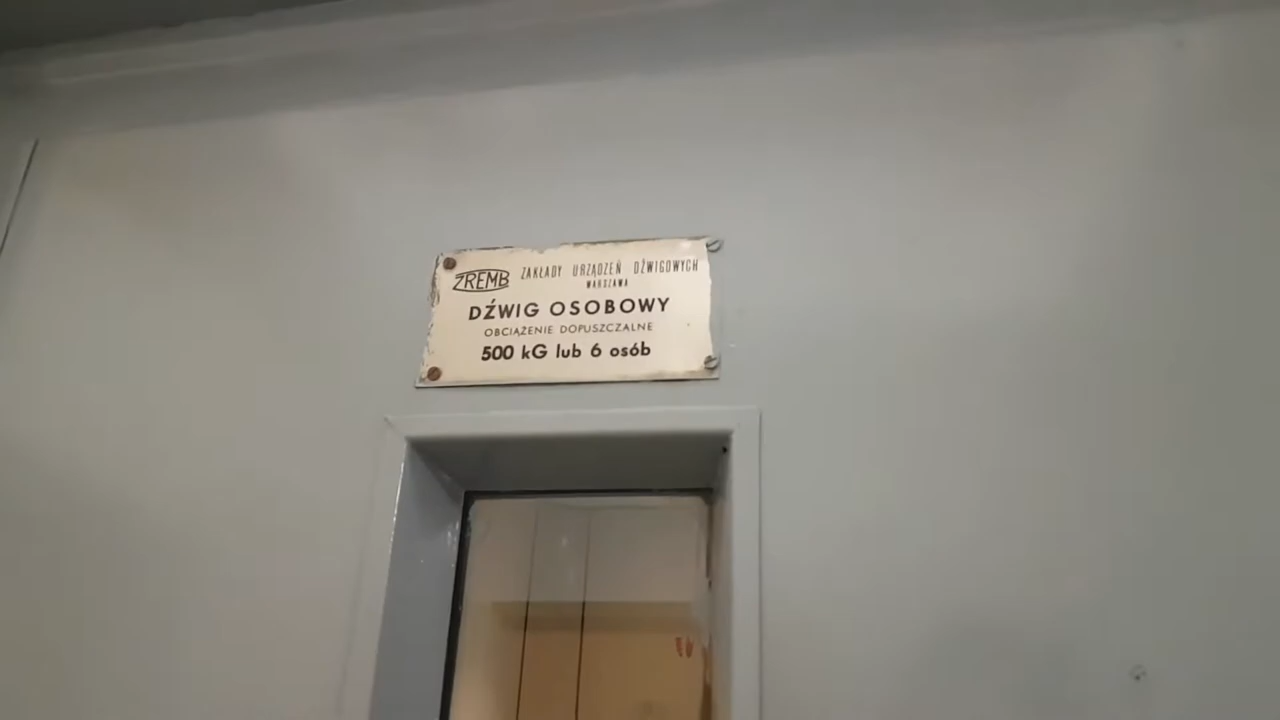 ZREMB ZAKŁADY URZĄDZEŃ DŹWIGOWYCH
WARSZAWA
DŹWIG OSOBOWY
OBCIĄŻENIE DOPUSZCZALNE
500 kG lub 6 osób